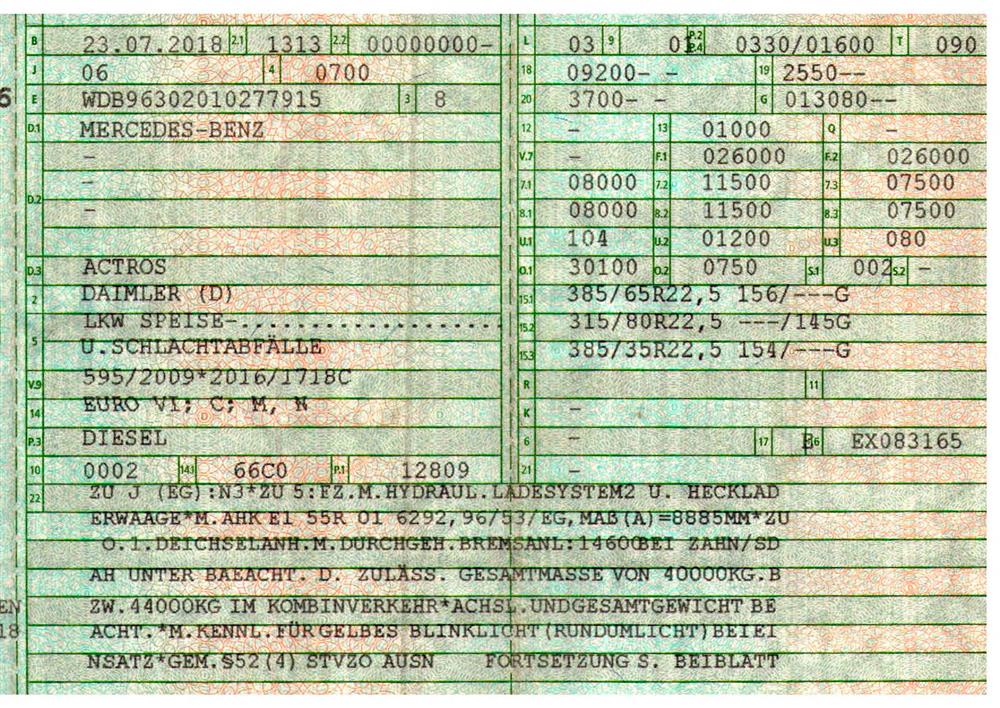 B 23.07.2018 2.1 1313 2.2 00000000- L 03 9 01 P.2 P.4 0330/01600 T 090
J 06 4 0700 18 09200- - 19 2550--
6 E WDB96302010277915 3 8 20 3700- - G 013080--
D.1 MERCEDES-BENZ 12 - 13 01000 Q -
- V.7 - F.1 026000 F.2 026000
D.2 - 7.1 08000 7.2 11500 7.3 07500
- 8.1 08000 8.2 11500 8.3 07500
U.1 104 U.2 01200 U.3 080
D.3 ACTROS O.1 30100 O.2 0750 S.1 002 S.2 -
2 DAIMLER (D) 15.1 385/65R22,5 156/---G
5 LKW SPEISE-...................... 15.2 315/80R22,5 ---/145G
U.SCHLACHTABFÄLLE 15.3 385/35R22,5 154/---G
V.9 595/2009*2016/1718C R 11
14 EURO VI; C; M, N K -
P.3 DIESEL 6 - 17 E 16 EX083165
10 0002 14.1 66C0 P.1 12809 21 -
22 ZU J (EG):N3*ZU 5:FZ.M.HYDRAUL.LADESYSTEM2 U. HECKLAD
ERWAAGE*M.AHK E1 55R 01 6292,96/53/EG,MAß(A)=8885MM*ZU
O.1.DEICHSELANH.M.DURCHGEH.BREMSANL:14600BEI ZAHN/SD
AH UNTER BAEACHT. D. ZULÄSS. GESAMTMASSE VON 40000KG.B
EN ZW.44000KG IM KOMBINVERKEHR*ACHSL.UNDGESAMTGEWICHT BE
18 ACHT.*M.KENNL.FÜR GELBES BLINKLICHT(RUNDUMLICHT)BEI EI
NSATZ*GEM.§52(4) STVZO AUSN FORTSETZUNG S. BEIBLATT